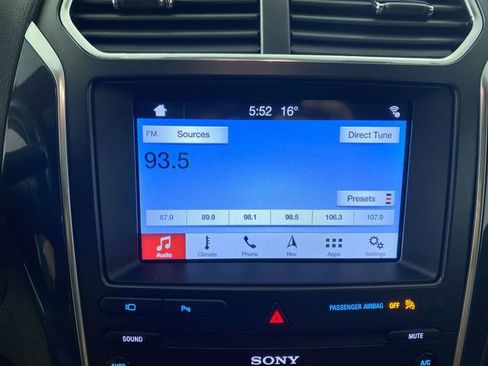 5:52 16°
FM Sources Direct Tune
93.5
Presets
87.9 89.9 98.1 98.5 106.3 107.9
Audio Climate Phone Nav Apps Settings
PASSENGER AIRBAG OFF
SOUND MUTE
SONY
AUTO A/C